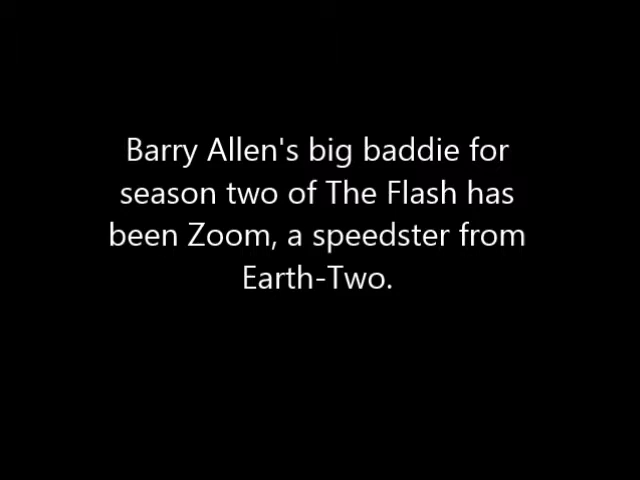 Barry Allen's big baddie for
season two of The Flash has
been Zoom, a speedster from
Earth-Two.